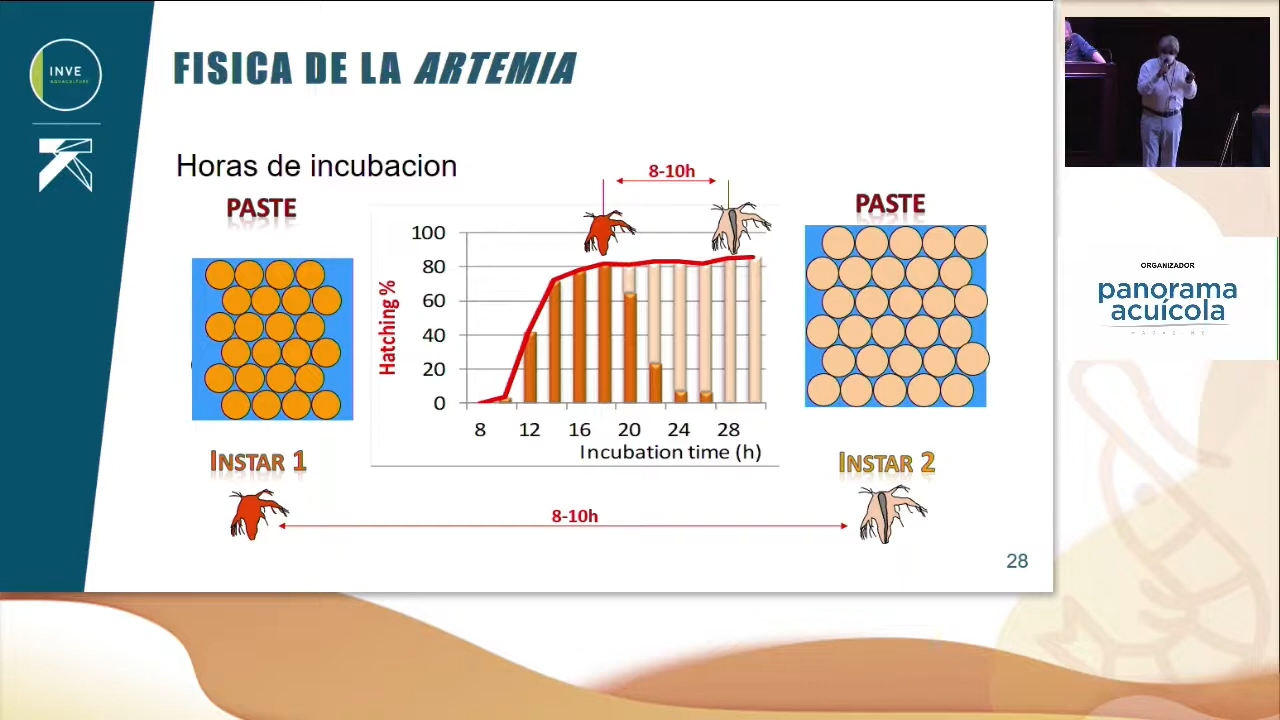 INVE
AQUACULTURE
FISICA DE LA ARTEMIA
Horas de incubacion
PASTE
8-10h
PASTE
100
80
60
40
20
0
Hatching %
8 12 16 20 24 28
Incubation time (h)
INSTAR 1
INSTAR 2
8-10h
28
ORGANIZADOR
panorama
acuícola
MAGAZINE